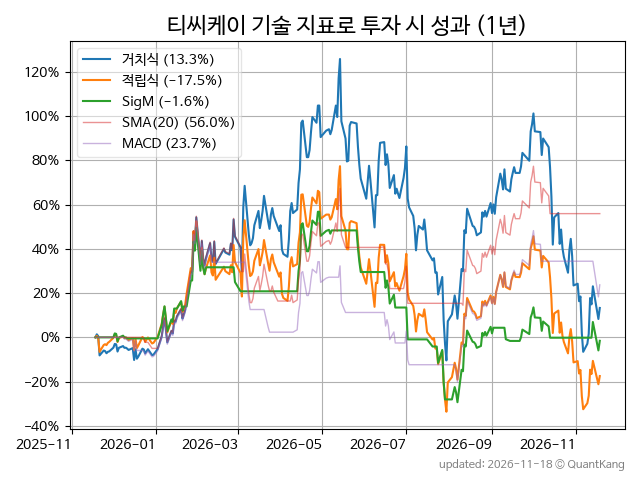 티씨케이 기술 지표로 투자 시 성과 (1년)
거치식 (13.3%)
적립식 (−17.5%)
SigM (−1.6%)
SMA(20) (56.0%)
MACD (23.7%)
120%
100%
80%
60%
40%
20%
0%
−20%
−40%
2025-11 2026-01 2026-03 2026-05 2026-07 2026-09 2026-11
updated: 2026-11-18 © QuantKang